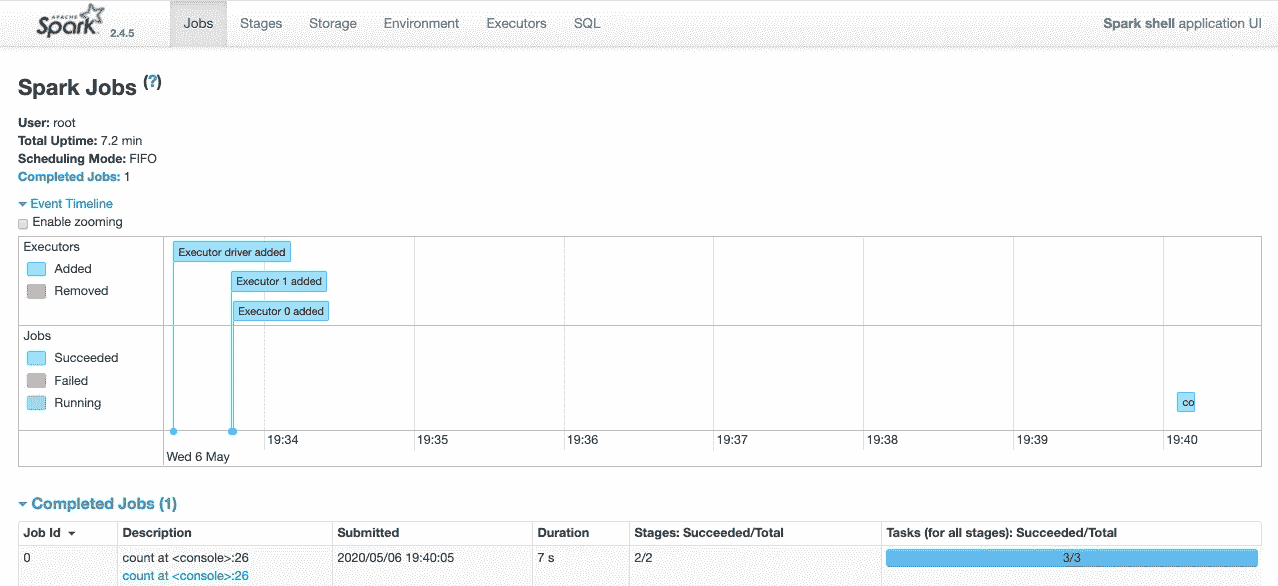 APACHE
Spark 2.4.5 Jobs Stages Storage Environment Executors SQL Spark shell application UI
Spark Jobs (?)
User: root
Total Uptime: 7.2 min
Scheduling Mode: FIFO
Completed Jobs: 1
Event Timeline
Enable zooming
Executors
Added
Removed
Executor driver added
Executor 1 added
Executor 0 added
Jobs
Succeeded
Failed
Running
co
19:34 19:35 19:36 19:37 19:38 19:39 19:40
Wed 6 May
Completed Jobs (1)
Job Id Description Submitted Duration Stages: Succeeded/Total Tasks (for all stages): Succeeded/Total
0 count at <console>:26 2020/05/06 19:40:05 7 s 2/2 3/3
count at <console>:26